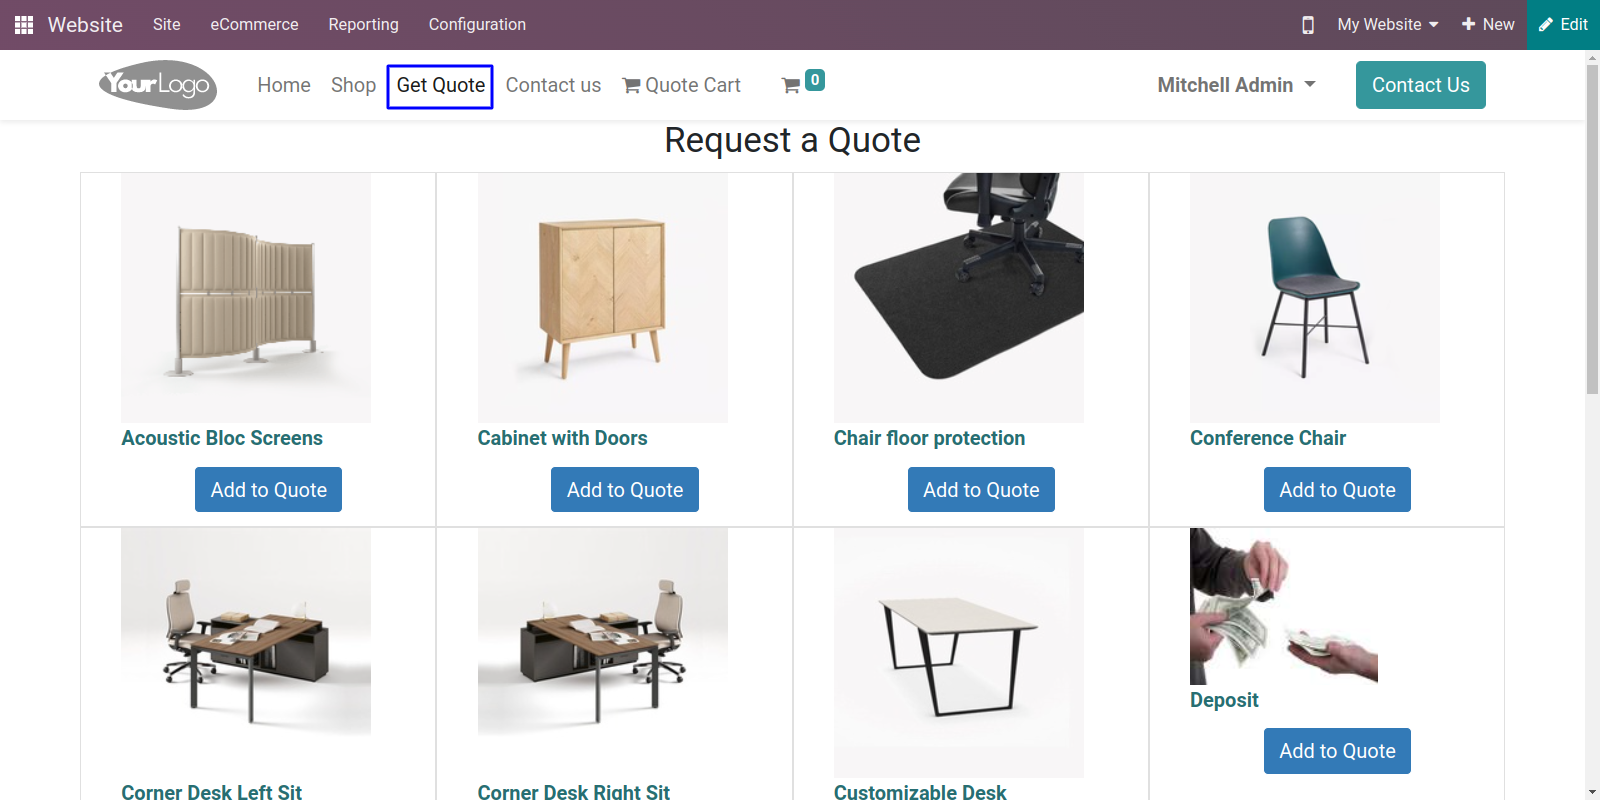 Website Site eCommerce Reporting Configuration My Website New Edit
YourLogo Home Shop Get Quote Contact us Quote Cart 0 Mitchell Admin Contact Us
Request a Quote
Acoustic Bloc Screens Cabinet with Doors Chair floor protection Conference Chair
Add to Quote Add to Quote Add to Quote Add to Quote
Deposit
Add to Quote
Corner Desk Left Sit Corner Desk Right Sit Customizable Desk